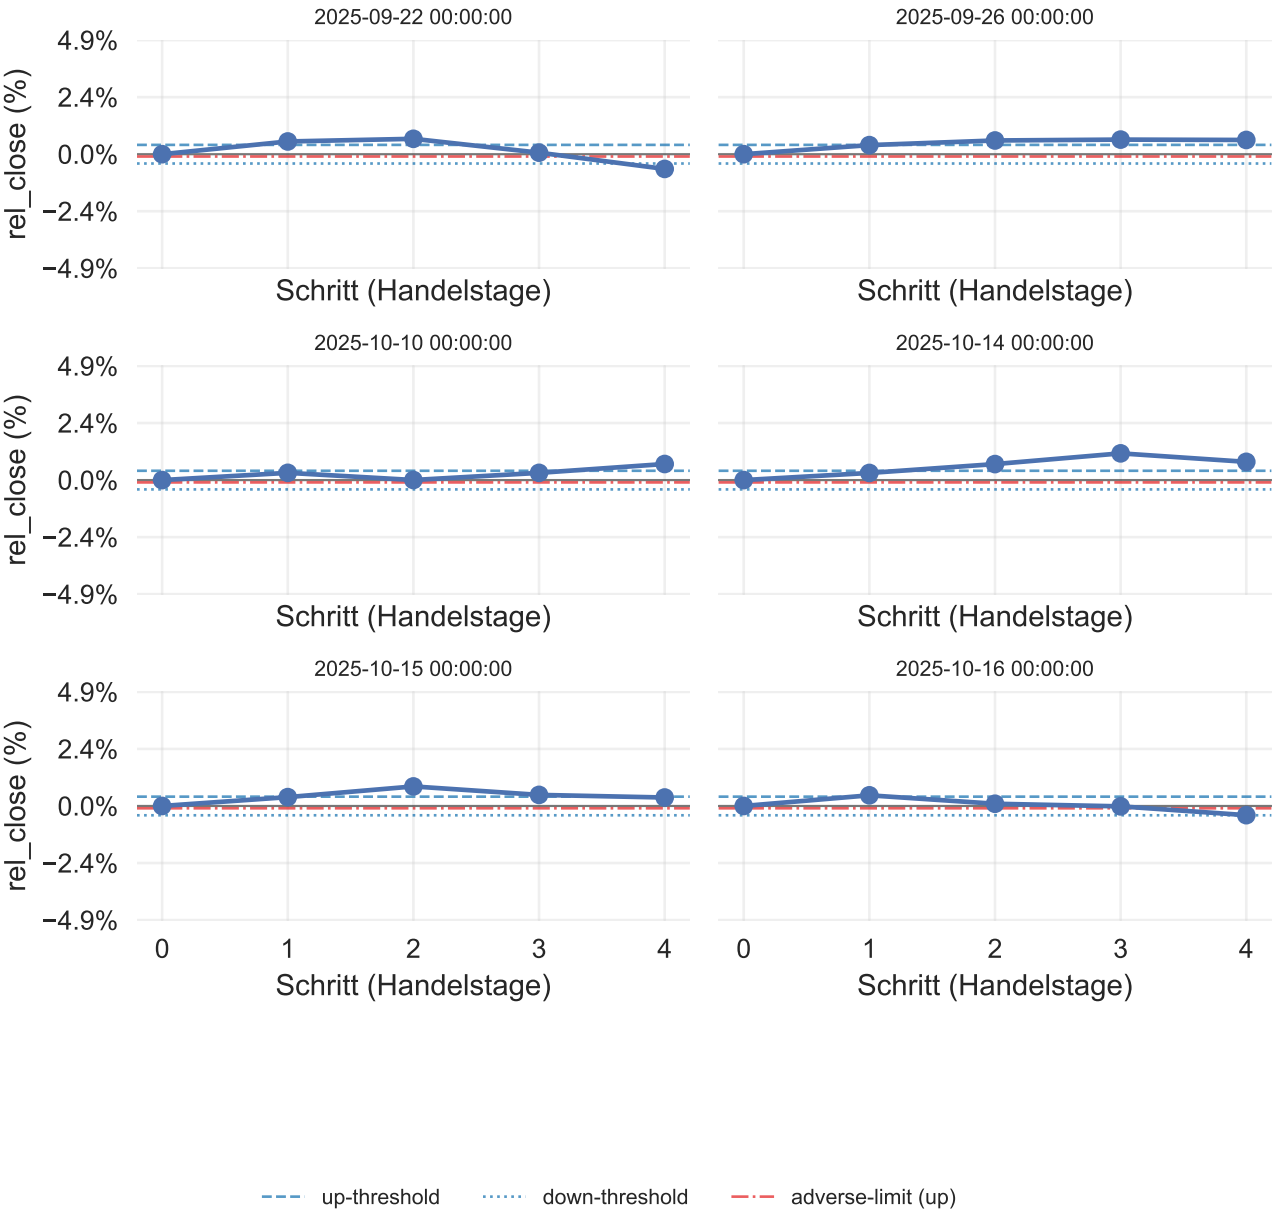 2025-09-22 00:00:00
2025-09-26 00:00:00
4.9%
2.4%
0.0%
−2.4%
−4.9%
rel_close (%)
Schritt (Handelstage)
Schritt (Handelstage)
2025-10-10 00:00:00
2025-10-14 00:00:00
4.9%
2.4%
0.0%
−2.4%
−4.9%
rel_close (%)
Schritt (Handelstage)
Schritt (Handelstage)
2025-10-15 00:00:00
2025-10-16 00:00:00
4.9%
2.4%
0.0%
−2.4%
−4.9%
rel_close (%)
0 1 2 3 4
0 1 2 3 4
Schritt (Handelstage)
Schritt (Handelstage)
up-threshold down-threshold adverse-limit (up)